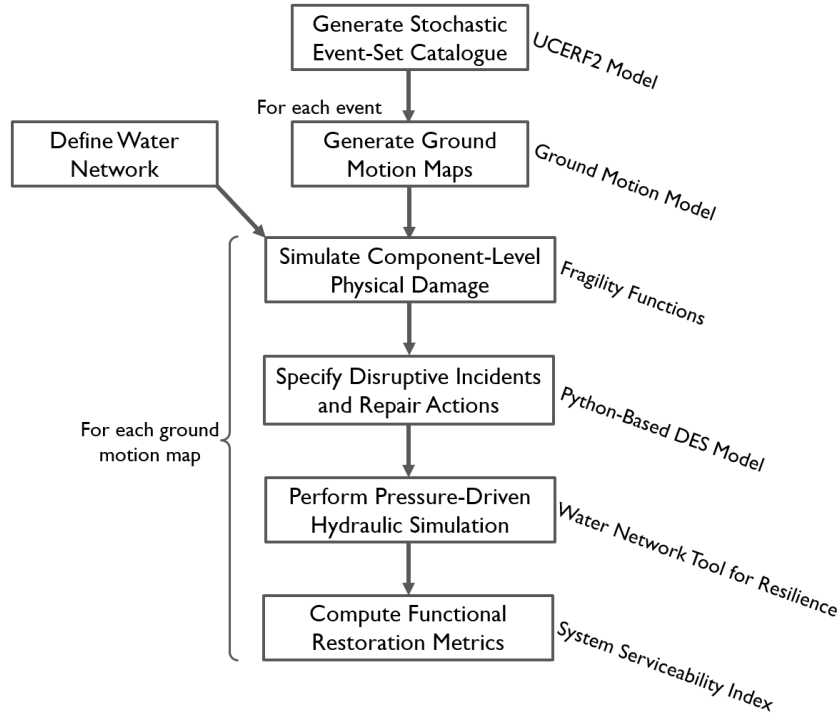 Generate Stochastic
Event-Set Catalogue
UCERF2 Model
For each event
Define Water
Network
Generate Ground
Motion Maps
Ground Motion Model
Simulate Component-Level
Physical Damage
Fragility Functions
Specify Disruptive Incidents
and Repair Actions
Python-Based DES Model
For each ground
motion map
Perform Pressure-Driven
Hydraulic Simulation
Water Network Tool for Resilience
Compute Functional
Restoration Metrics
System Serviceability Index